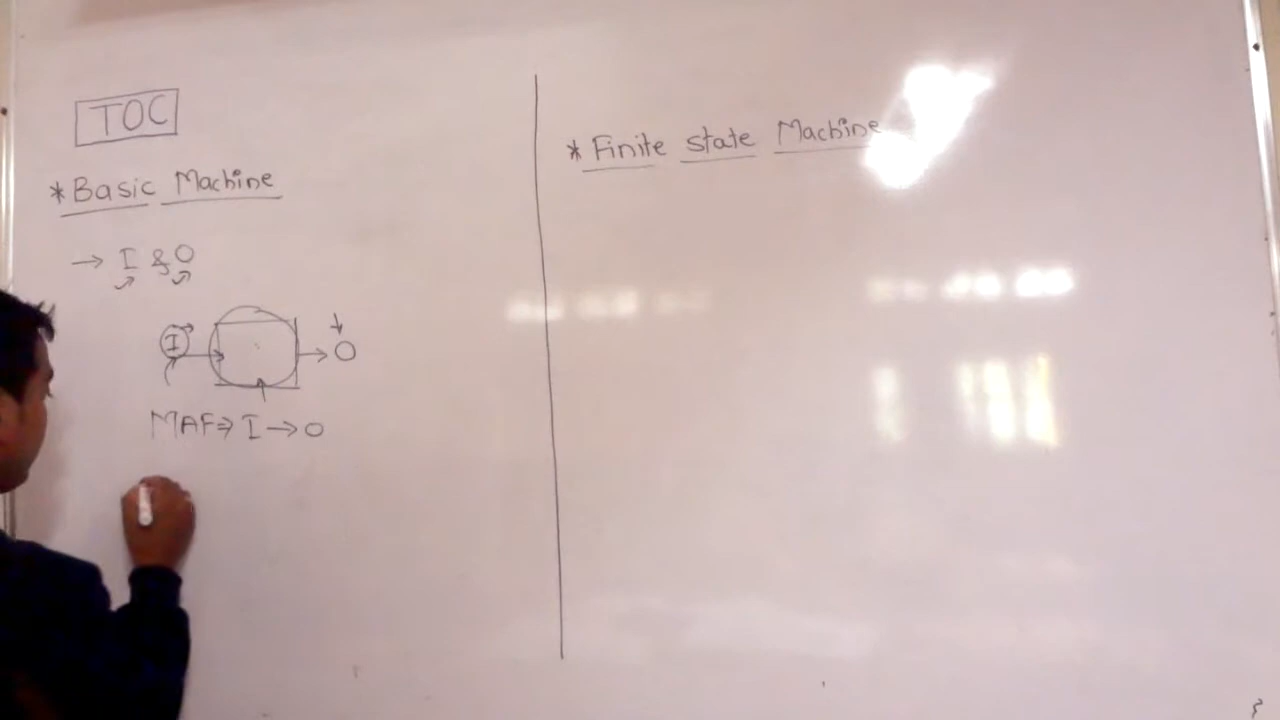 TOC
* Basic Machine
→ I & O
I → O
MAF ⇒ I → O
* Finite state Machine